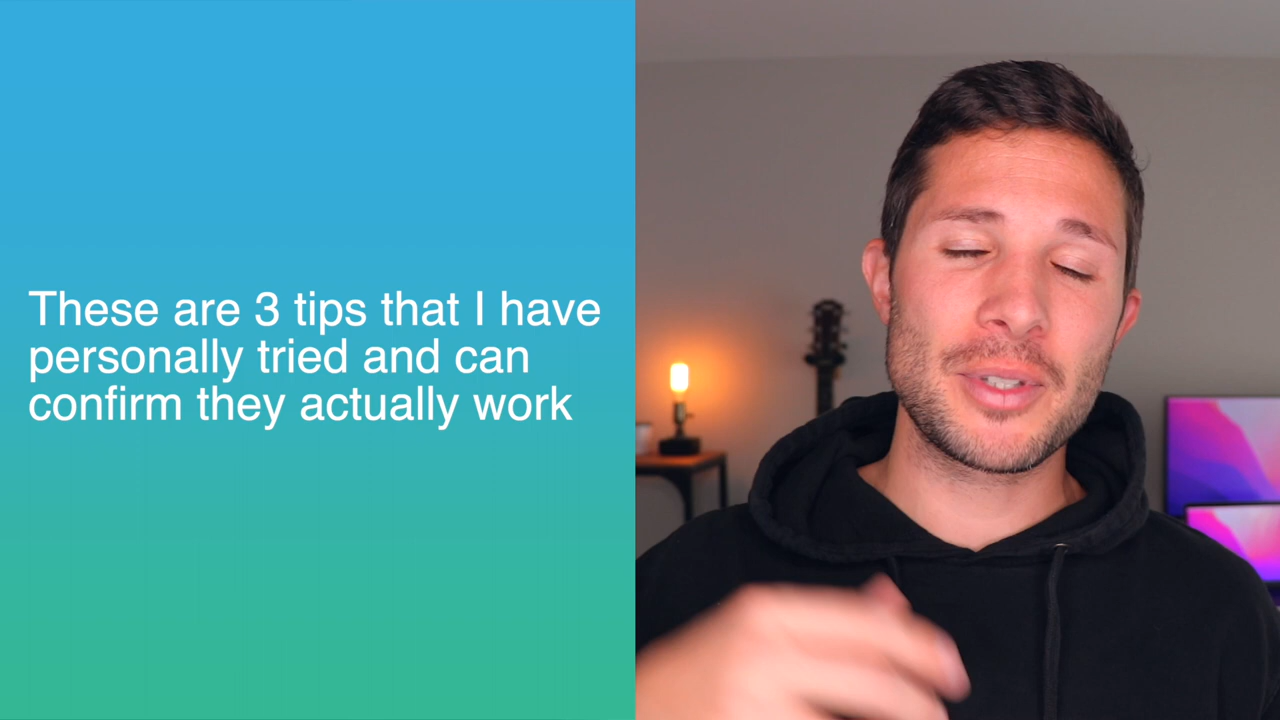 These are 3 tips that I have
personally tried and can
confirm they actually work